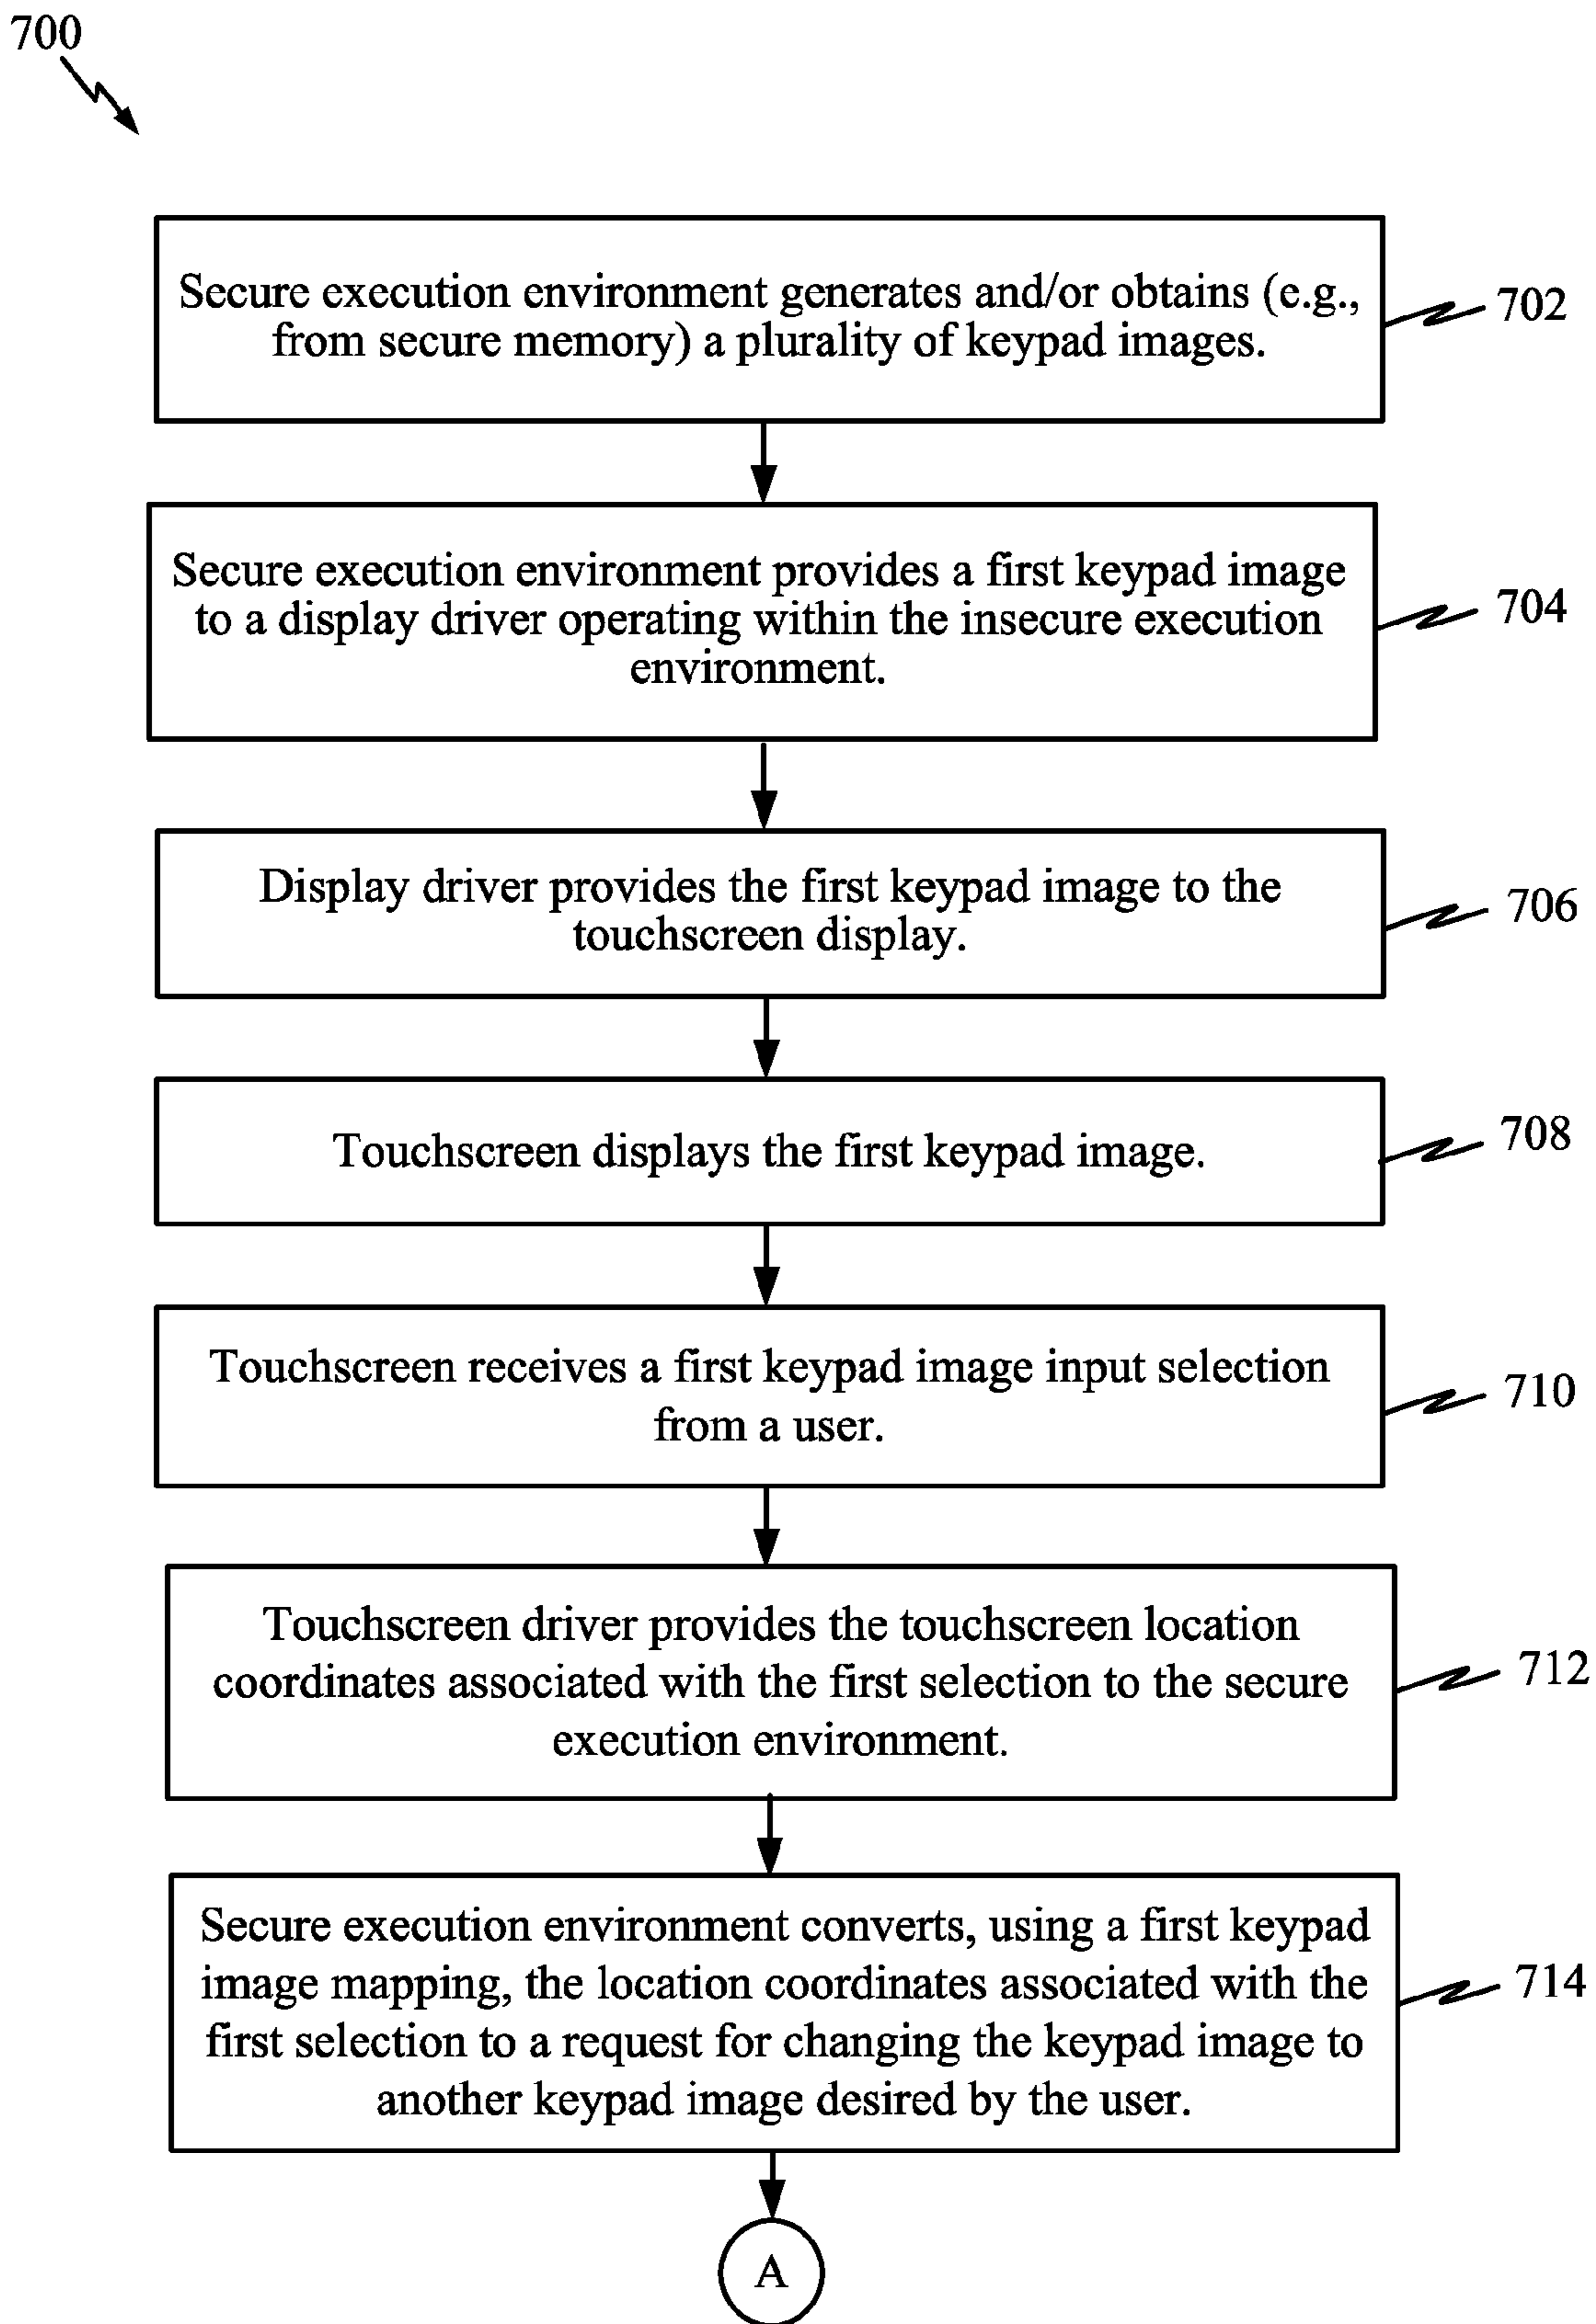 700
Secure execution environment generates and/or obtains (e.g.,
from secure memory) a plurality of keypad images.
702
Secure execution environment provides a first keypad image
to a display driver operating within the insecure execution
environment.
704
Display driver provides the first keypad image to the
touchscreen display.
706
Touchscreen displays the first keypad image.
708
Touchscreen receives a first keypad image input selection
from a user.
710
Touchscreen driver provides the touchscreen location
coordinates associated with the first selection to the secure
execution environment.
712
Secure execution environment converts, using a first keypad
image mapping, the location coordinates associated with the
first selection to a request for changing the keypad image to
another keypad image desired by the user.
714
A